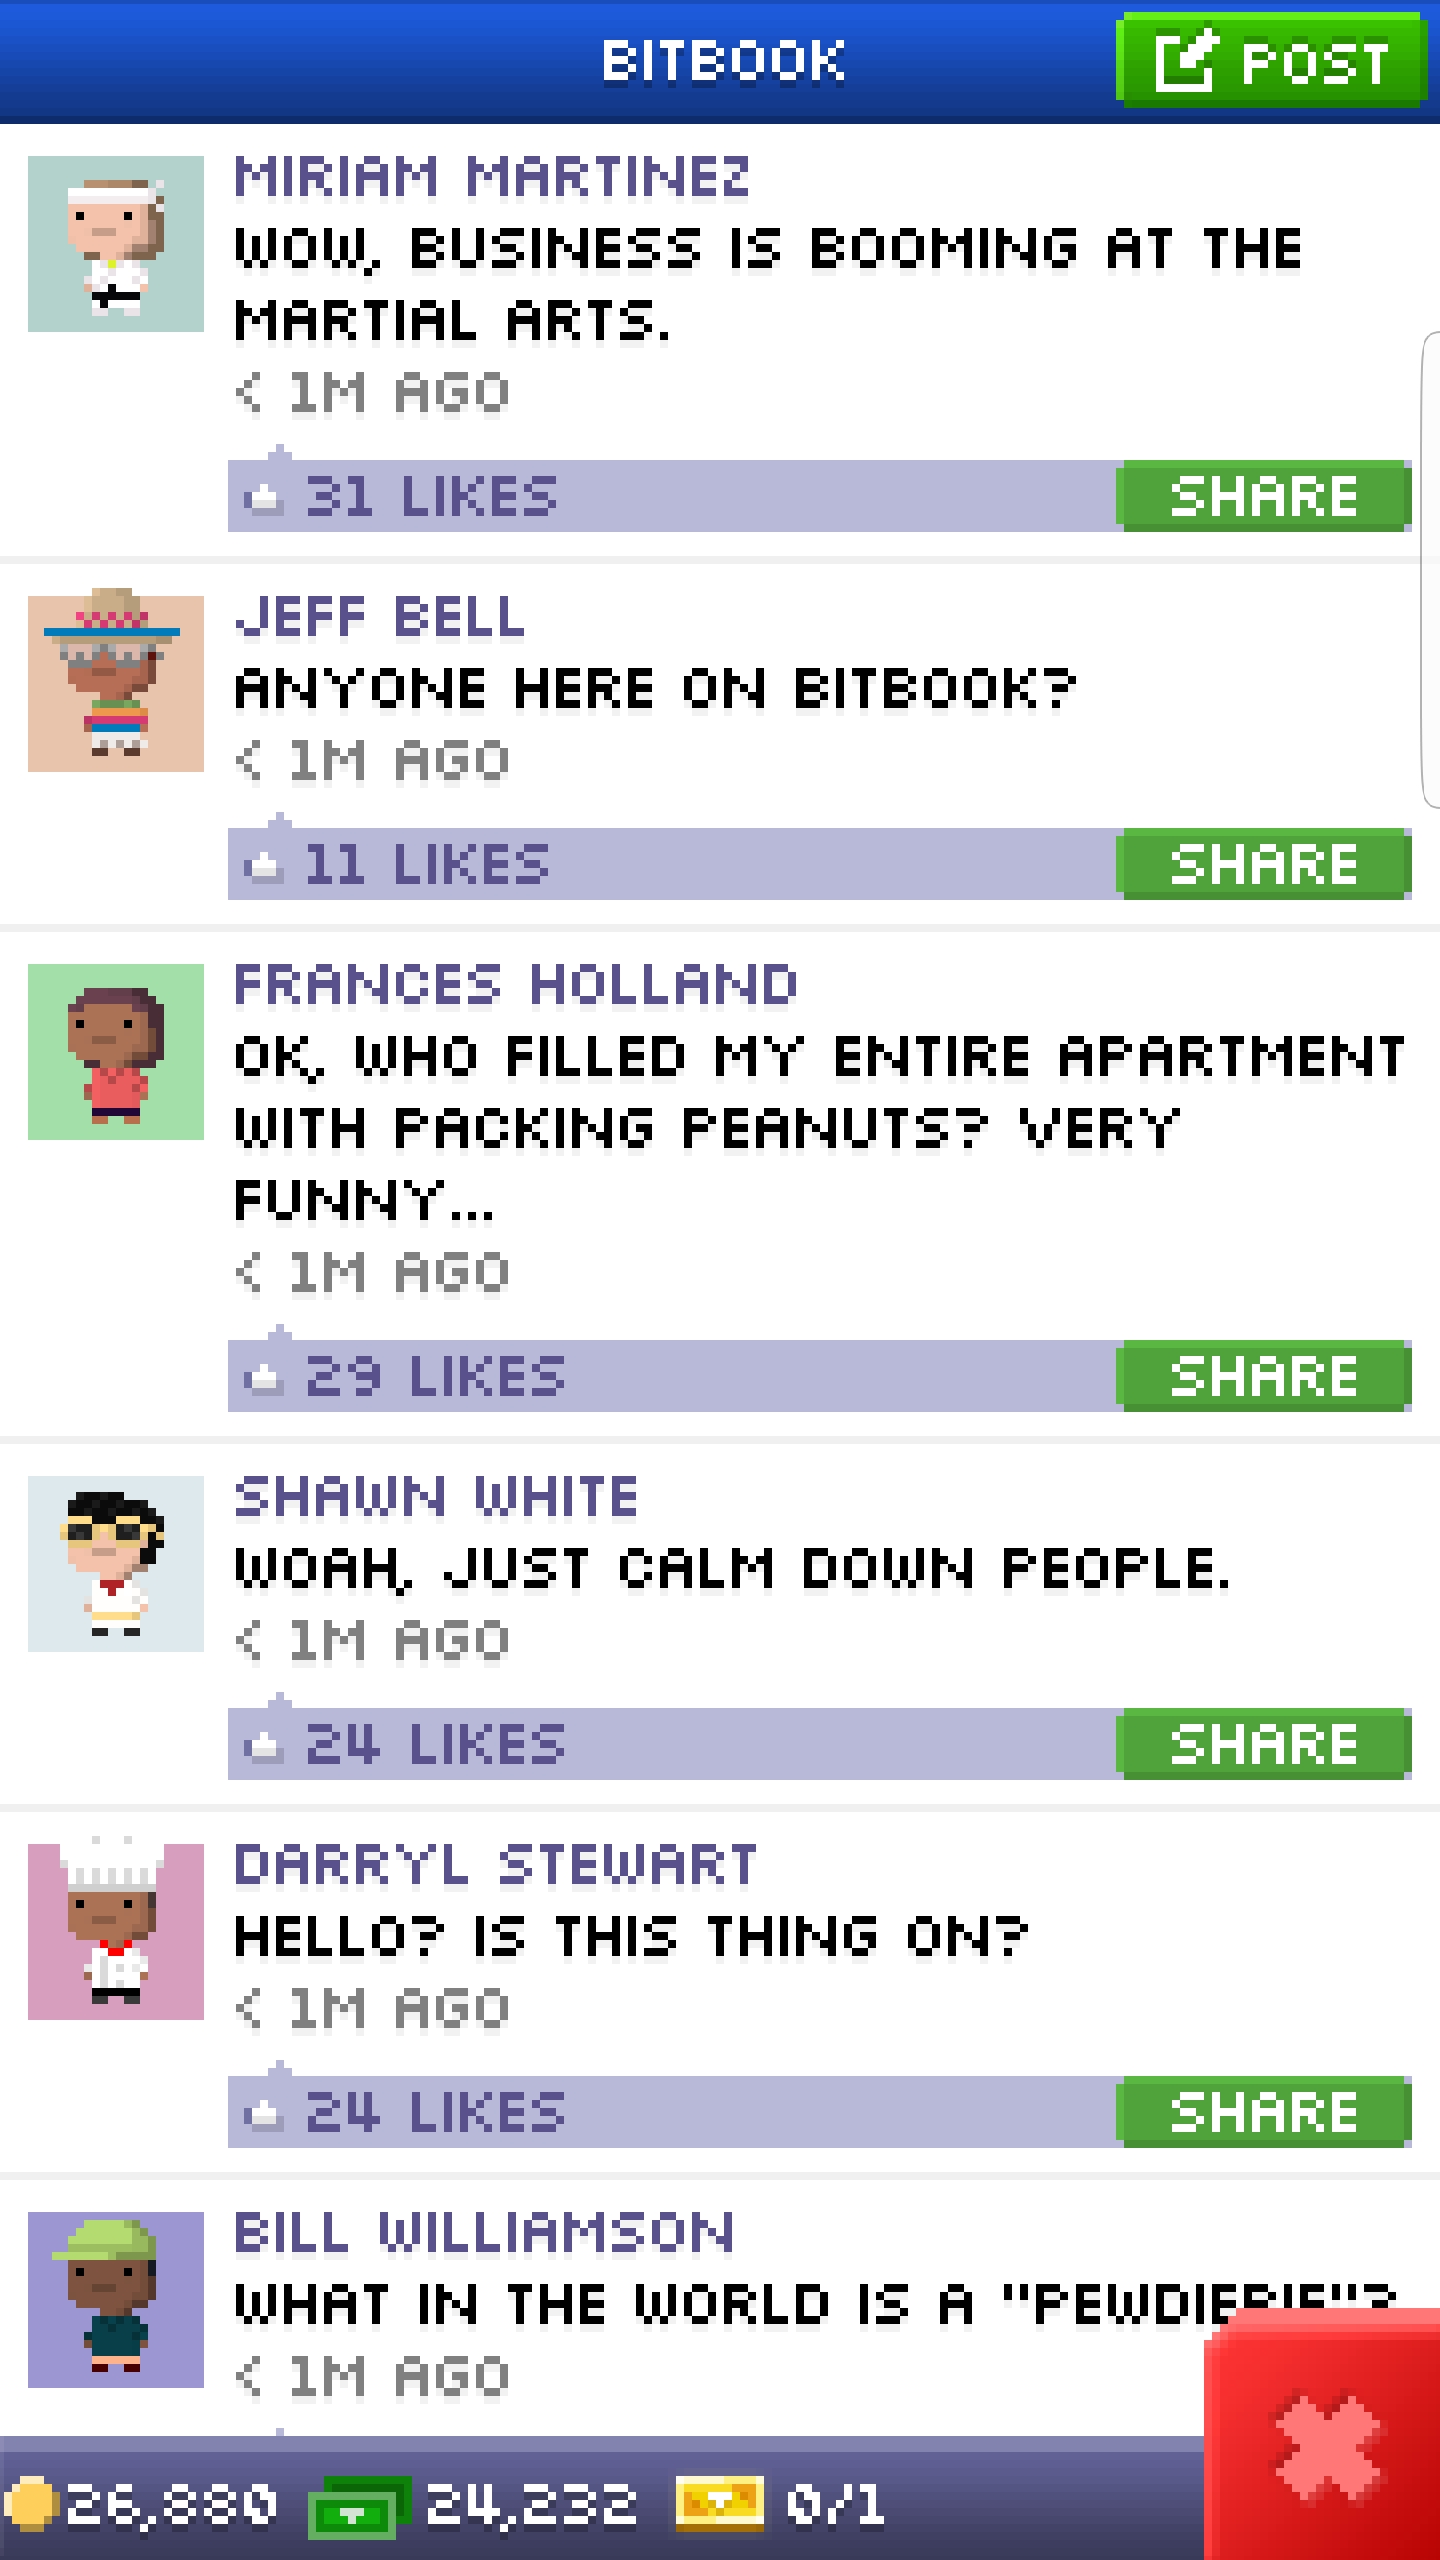 BITBOOK
POST
MIRIAM MARTINEZ
WOW, BUSINESS IS BOOMING AT THE
MARTIAL ARTS.
< 1M AGO
31 LIKES
SHARE
JEFF BELL
ANYONE HERE ON BITBOOK?
< 1M AGO
11 LIKES
SHARE
FRANCES HOLLAND
OK, WHO FILLED MY ENTIRE APARTMENT
WITH PACKING PEANUTS? VERY
FUNNY...
< 1M AGO
29 LIKES
SHARE
SHAWN WHITE
WOAH, JUST CALM DOWN PEOPLE.
< 1M AGO
24 LIKES
SHARE
DARRYL STEWART
HELLO? IS THIS THING ON?
< 1M AGO
24 LIKES
SHARE
BILL WILLIAMSON
WHAT IN THE WORLD IS A "PEWDIEPIE"?
< 1M AGO
26,880
24,232
0/1